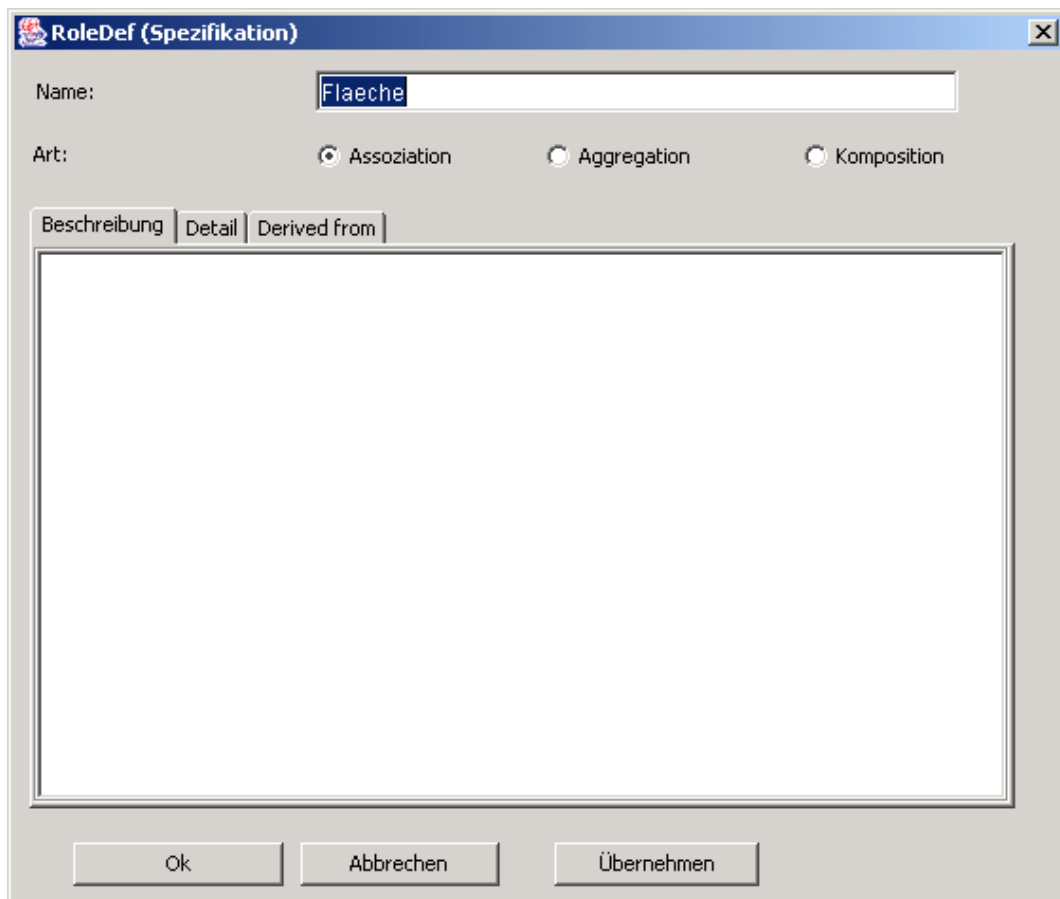 RoleDef (Spezifikation)
Name: Flaeche
Art: Assoziation Aggregation Komposition
Beschreibung Detail Derived from
Ok Abbrechen Übernehmen